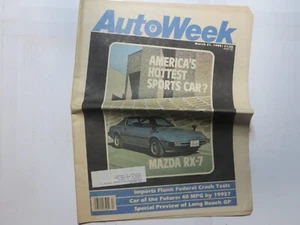 AutoWeek
AMERICA'S
HOTTEST
SPORTS CAR?
MAZDA RX-7
Imports Flunk Federal Crash Tests
Car of the Future: 40 MPG by 1992?
Special Preview of Long Beach GP